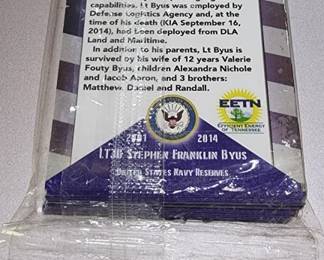 capabilities. Lt Byus was employed by
Defense Logistics Agency and, at the
time of his death (KIA September 16,
2014), had been deployed from DLA
Land and Maritime.
In addition to his parents, Lt Byus is
survived by his wife of 12 years Valerie
Fouty Byus, children Alexandra Nichole
and Jacob Aaron, and 3 brothers:
Matthew, Daniel and Randall.
EETN
EFFICIENT ENERGY
OF TENNESSEE
2001 2014
LTJG STEPHEN FRANKLIN BYUS
UNITED STATES NAVY RESERVES